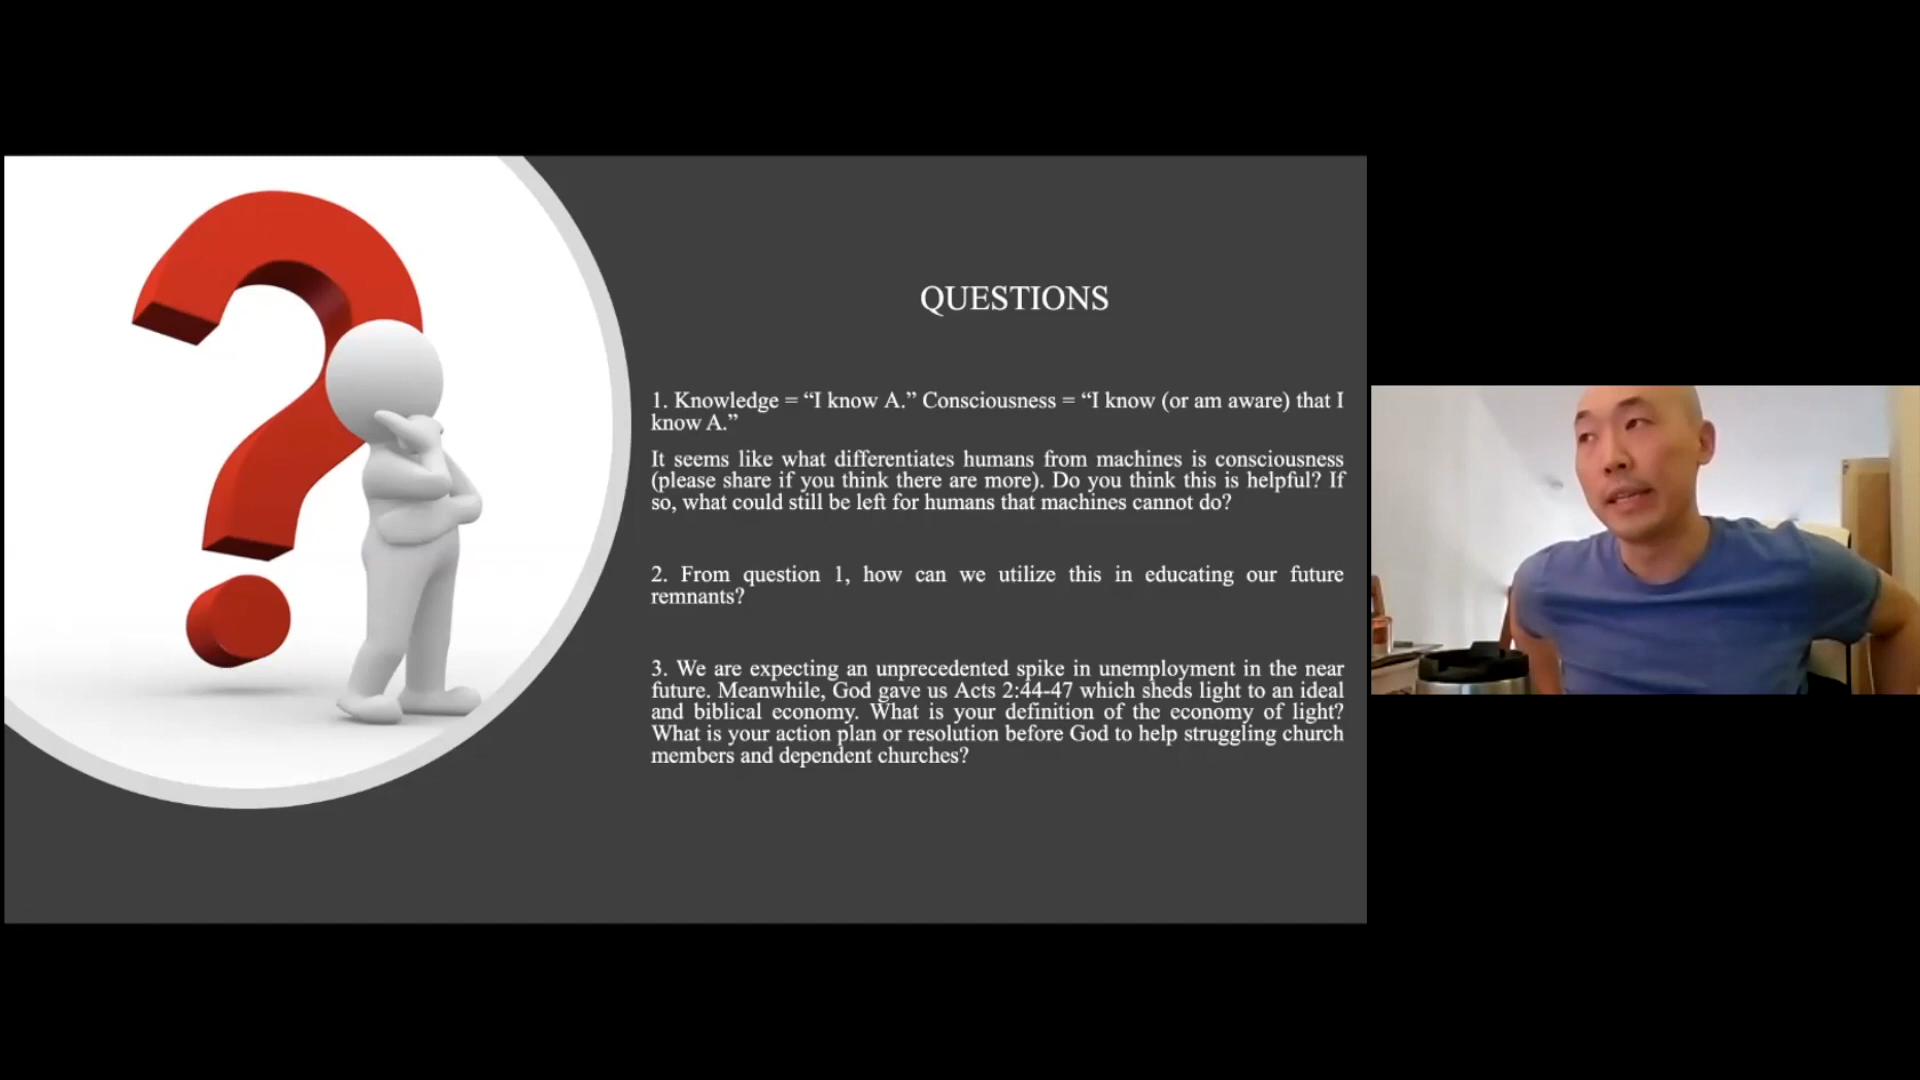 QUESTIONS
1. Knowledge = “I know A.” Consciousness = “I know (or am aware) that I
know A.”
It seems like what differentiates humans from machines is consciousness
(please share if you think there are more). Do you think this is helpful? If
so, what could still be left for humans that machines cannot do?
2. From question 1, how can we utilize this in educating our future
remnants?
3. We are expecting an unprecedented spike in unemployment in the near
future. Meanwhile, God gave us Acts 2:44-47 which sheds light to an ideal
and biblical economy. What is your definition of the economy of light?
What is your action plan or resolution before God to help struggling church
members and dependent churches?